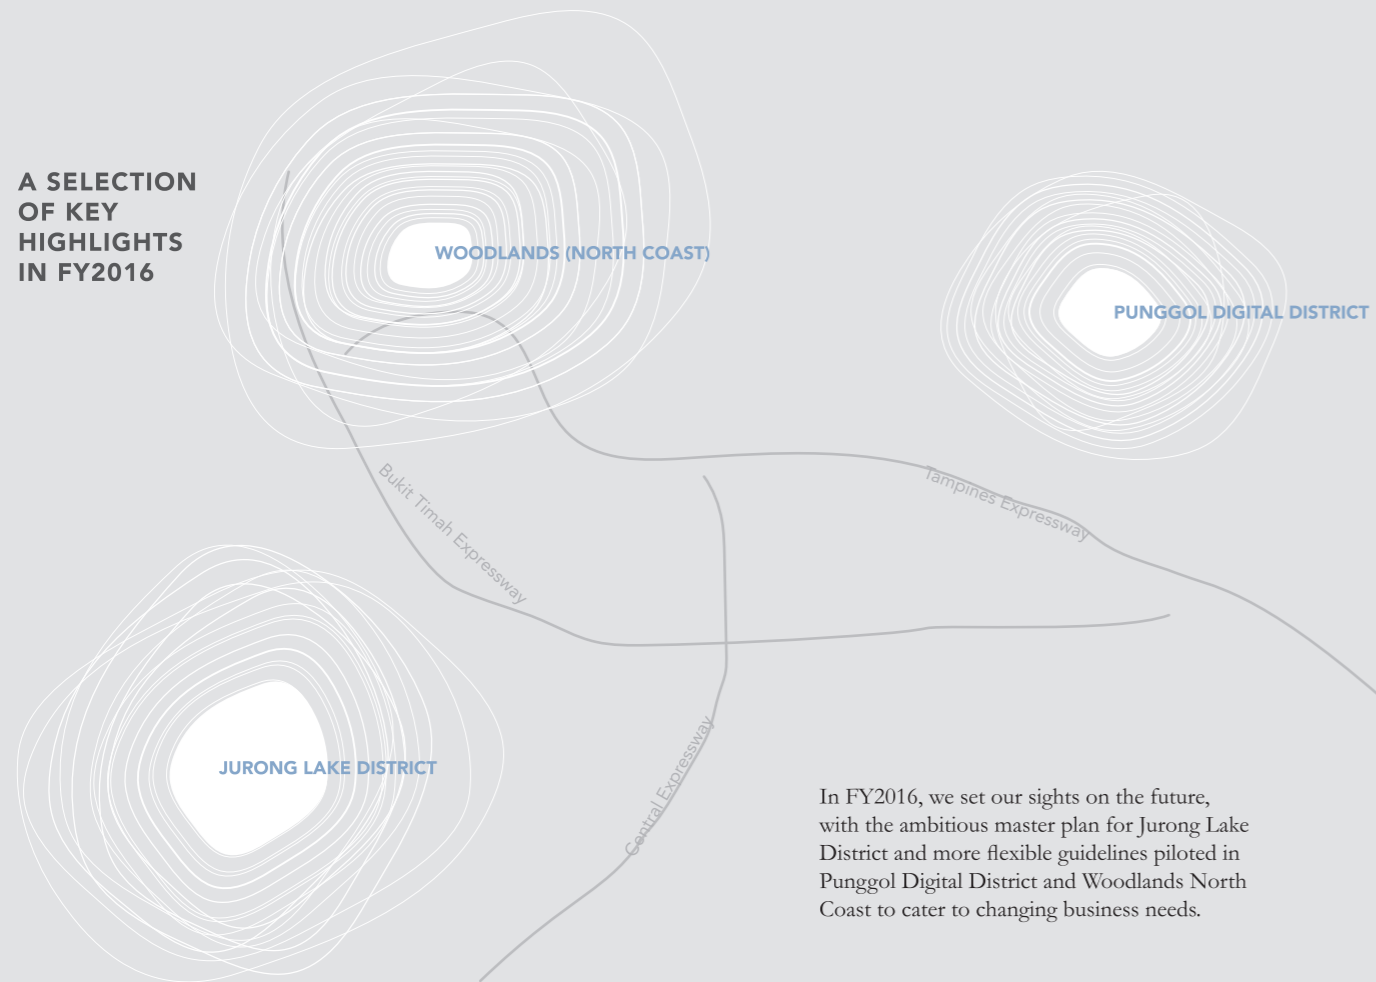 A SELECTION
OF KEY
HIGHLIGHTS
IN FY2016
WOODLANDS (NORTH COAST)
PUNGGOL DIGITAL DISTRICT
Bukit Timah Expressway
Tampines Expressway
JURONG LAKE DISTRICT
Central Expressway
In FY2016, we set our sights on the future,
with the ambitious master plan for Jurong Lake
District and more flexible guidelines piloted in
Punggol Digital District and Woodlands North
Coast to cater to changing business needs.